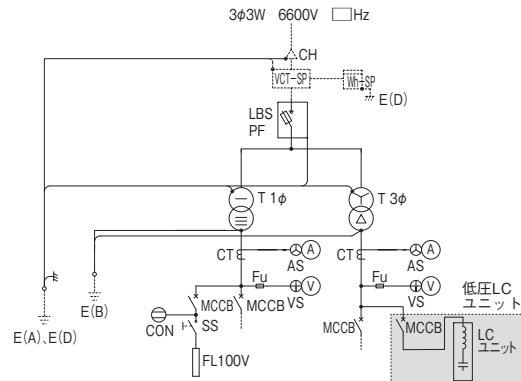 3φ3W 6600V □Hz
CH
VCT-SP
Wh-SP
E(D)
LBS
PF
T 1φ
T 3φ
CT
A
AS
CT
A
AS
E(B)
Fu
V
VS
Fu
V
VS
低圧LC
ユニット
MCCB
MCCB
MCCB
MCCB
CON
SS
E(A)、E(D)
LC
ユニット
FL100V